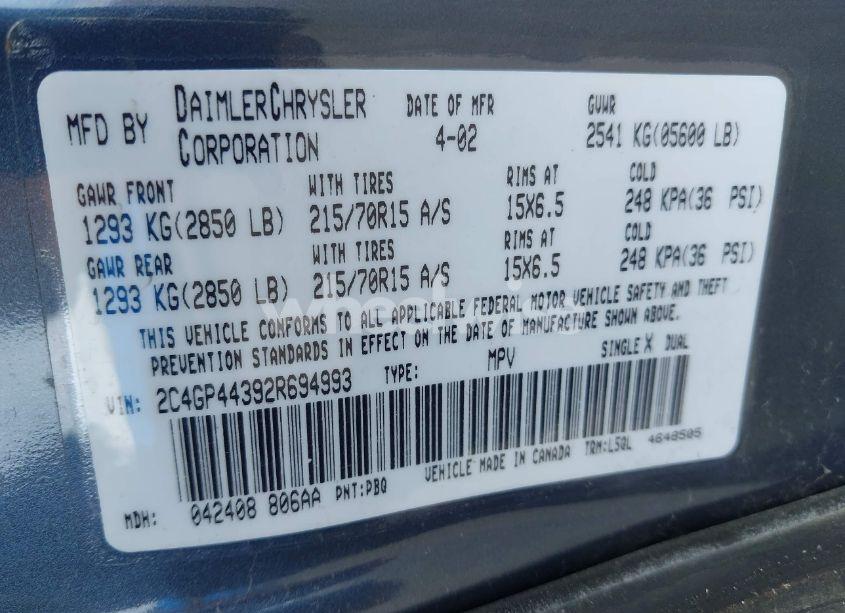 MFD BY DAIMLERCHRYSLER CORPORATION DATE OF MFR 4-02 GVWR 2541 KG(05600 LB)
GAWR FRONT WITH TIRES RIMS AT COLD
1293 KG(2850 LB) 215/70R15 A/S 15X6.5 248 KPA(36 PSI)
GAWR REAR WITH TIRES RIMS AT COLD
1293 KG(2850 LB) 215/70R15 A/S 15X6.5 248 KPA(36 PSI)
THIS VEHICLE CONFORMS TO ALL APPLICABLE FEDERAL MOTOR VEHICLE SAFETY AND THEFT
PREVENTION STANDARDS IN EFFECT ON THE DATE OF MANUFACTURE SHOWN ABOVE.
VIN: 2C4GP44392R694993 TYPE: MPV SINGLE X DUAL
MDH: 042408 806AA PNT:PBQ VEHICLE MADE IN CANADA TRM:L5QL 4648505